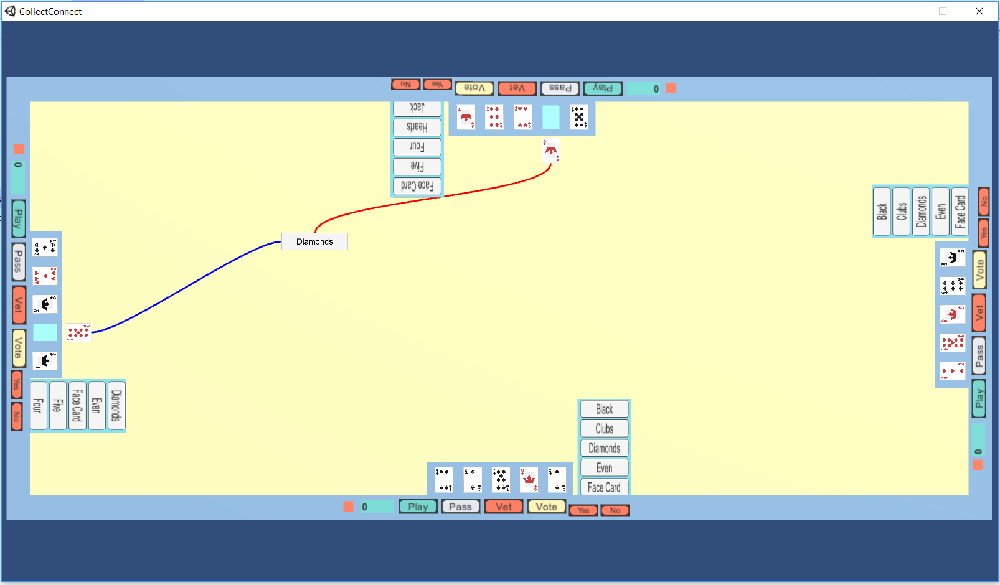 CollectConnect
No Yes Vote Vet Pass Play 0
Jack
Hearts
Four
Five
Face Card
0
Play
Pass
Vet
Vote
Yes
No
Four
Five
Face Card
Even
Diamonds
Diamonds
Black
Clubs
Diamonds
Even
Face Card
No
Yes
Vote
Vet
Pass
Play
0
Black
Clubs
Diamonds
Even
Face Card
0 Play Pass Vet Vote Yes No